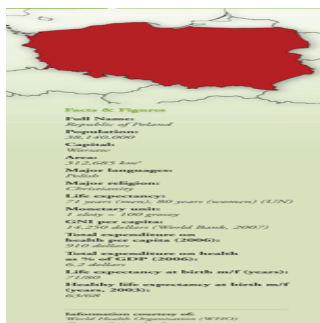 Facts & Figures
Full Name:
Republic of Poland
Population:
38,140,000
Capital:
Warsaw
Area:
312,685 km²
Major languages:
Polish
Major religion:
Christianity
Life expectancy:
71 years (men), 80 years (women) (UN)
Monetary unit:
1 zloty = 100 groszy
GNI per capita:
14,250 dollars (World Bank, 2007)
Total expenditure on
health per capita (2006):
910 dollars
Total expenditure on health
as % of GDP (2006):
6.2 dollars
Life expectancy at birth m/f (years):
71/80
Healthy life expectancy at birth m/f
(years, 2003):
63/68
Information courtesy of:
World Health Organisation (WHO)